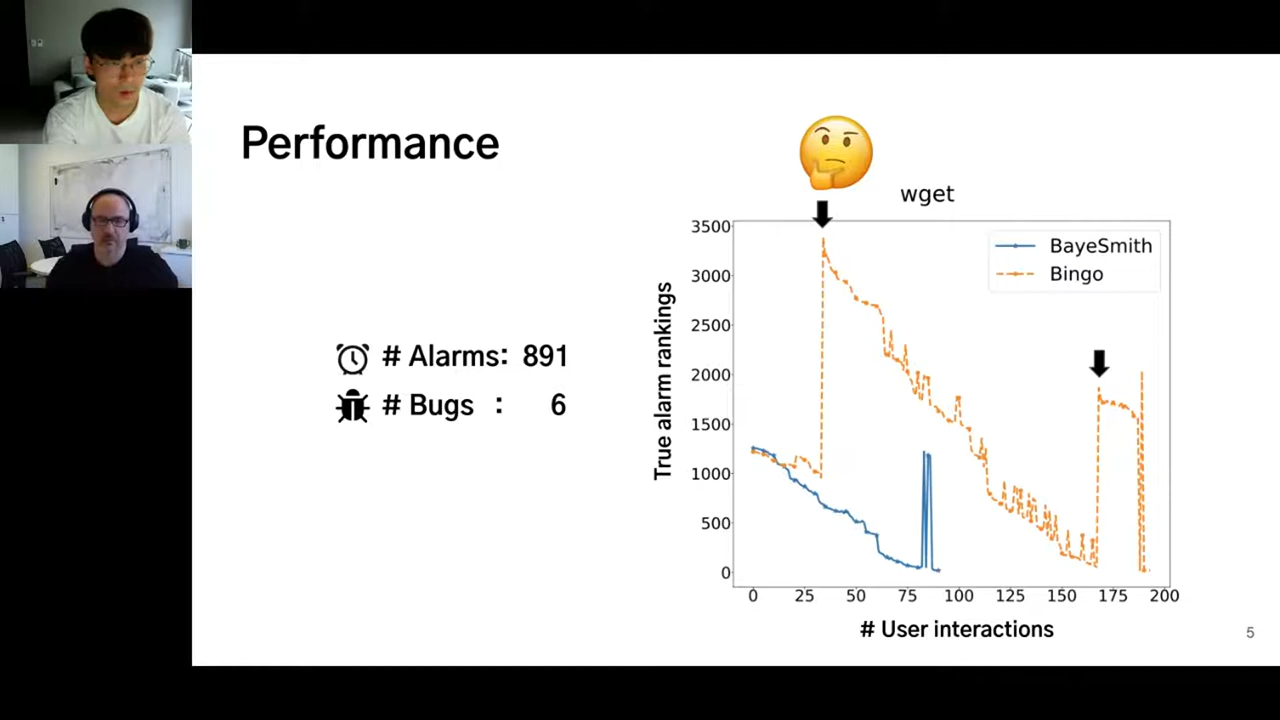 Performance
# Alarms: 891
# Bugs : 6
wget
BayeSmith
Bingo
True alarm rankings
3500
3000
2500
2000
1500
1000
500
0
0 25 50 75 100 125 150 175 200
# User interactions
5